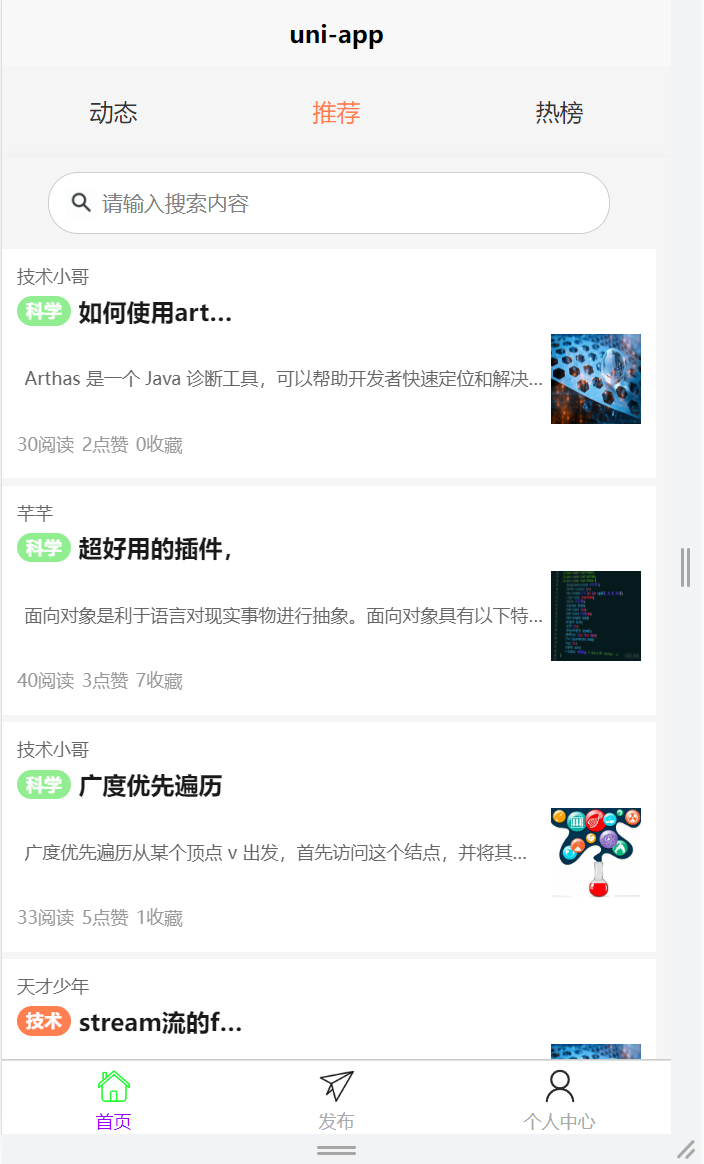 uni-app
动态 推荐 热榜
请输入搜索内容
技术小哥
科学 如何使用art...
Arthas 是一个 Java 诊断工具，可以帮助开发者快速定位和解决...
30阅读 2点赞 0收藏
芊芊
科学 超好用的插件，
面向对象是利于语言对现实事物进行抽象。面向对象具有以下特...
40阅读 3点赞 7收藏
技术小哥
科学 广度优先遍历
广度优先遍历从某个顶点 v 出发，首先访问这个结点，并将其...
33阅读 5点赞 1收藏
天才少年
技术 stream流的f...
首页 发布 个人中心